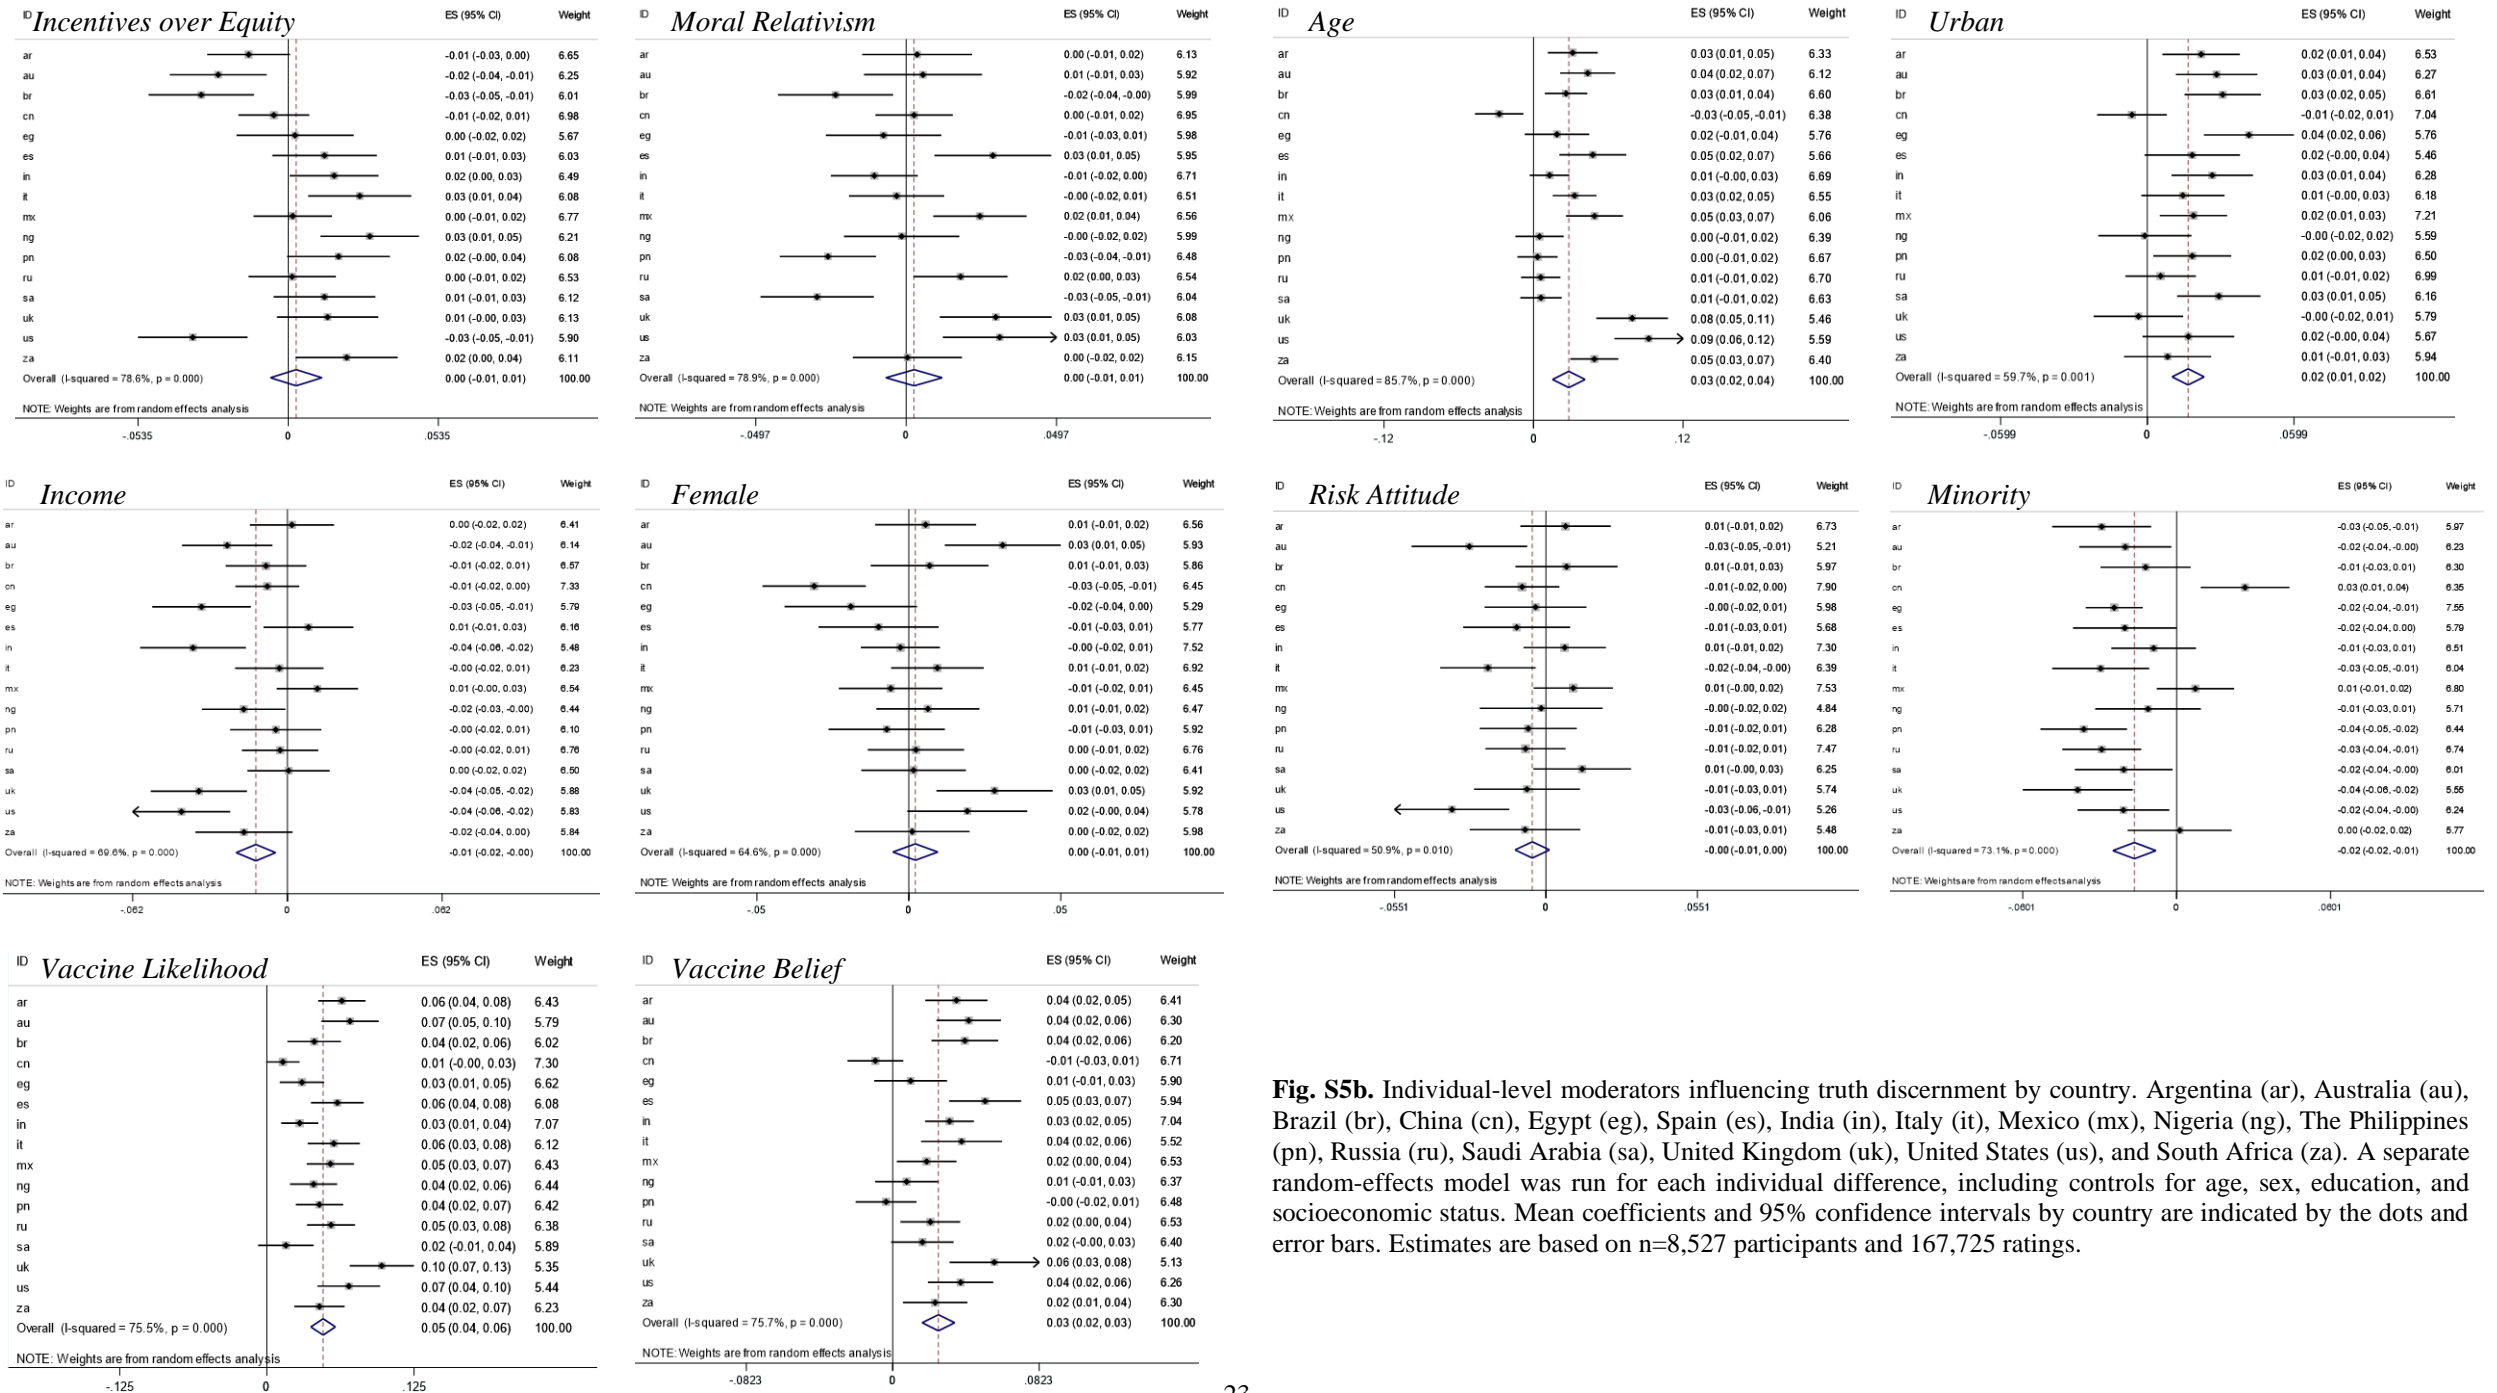 ID Incentives over Equity ES (95% CI) Weight
ar -0.01 (-0.03, 0.00) 6.65
au -0.02 (-0.04, -0.01) 6.25
br -0.03 (-0.05, -0.01) 6.01
cn -0.01 (-0.02, 0.01) 6.98
eg 0.00 (-0.02, 0.02) 5.67
es 0.01 (-0.01, 0.03) 6.03
in 0.02 (0.00, 0.03) 6.49
it 0.03 (0.01, 0.04) 6.08
mx 0.00 (-0.01, 0.02) 6.77
ng 0.03 (0.01, 0.05) 6.21
pn 0.02 (-0.00, 0.04) 6.08
ru 0.00 (-0.01, 0.02) 6.53
sa 0.01 (-0.01, 0.03) 6.12
uk 0.01 (-0.00, 0.03) 6.13
us -0.03 (-0.05, -0.01) 5.90
za 0.02 (0.00, 0.04) 6.11
Overall (I-squared = 78.6%, p = 0.000) 0.00 (-0.01, 0.01) 100.00
NOTE: Weights are from random effects analysis
-.0535 0 .0535
ID Moral Relativism ES (95% CI) Weight
ar 0.00 (-0.01, 0.02) 6.13
au 0.01 (-0.01, 0.03) 5.92
br -0.02 (-0.04, -0.00) 5.99
cn 0.00 (-0.01, 0.02) 6.95
eg -0.01 (-0.03, 0.01) 5.98
es 0.03 (0.01, 0.05) 5.95
in -0.01 (-0.02, 0.00) 6.71
it -0.00 (-0.02, 0.01) 6.51
mx 0.02 (0.01, 0.04) 6.56
ng -0.00 (-0.02, 0.02) 5.99
pn -0.03 (-0.04, -0.01) 6.48
ru 0.02 (0.00, 0.03) 6.54
sa -0.03 (-0.05, -0.01) 6.04
uk 0.03 (0.01, 0.05) 6.08
us 0.03 (0.01, 0.05) 6.03
za 0.00 (-0.02, 0.02) 6.15
Overall (I-squared = 78.9%, p = 0.000) 0.00 (-0.01, 0.01) 100.00
NOTE: Weights are from random effects analysis
-.0497 0 .0497
ID Age ES (95% CI) Weight
ar 0.03 (0.01, 0.05) 6.33
au 0.04 (0.02, 0.07) 6.12
br 0.03 (0.01, 0.04) 6.60
cn -0.03 (-0.05, -0.01) 6.38
eg 0.02 (-0.01, 0.04) 5.76
es 0.05 (0.02, 0.07) 5.66
in 0.01 (-0.00, 0.03) 6.69
it 0.03 (0.02, 0.05) 6.55
mx 0.05 (0.03, 0.07) 6.06
ng 0.00 (-0.01, 0.02) 6.39
pn 0.00 (-0.01, 0.02) 6.67
ru 0.01 (-0.01, 0.02) 6.70
sa 0.01 (-0.01, 0.02) 6.63
uk 0.08 (0.05, 0.11) 5.46
us 0.09 (0.06, 0.12) 5.59
za 0.05 (0.03, 0.07) 6.40
Overall (I-squared = 85.7%, p = 0.000) 0.03 (0.02, 0.04) 100.00
NOTE: Weights are from random effects analysis
-.12 0 .12
ID Urban ES (95% CI) Weight
ar 0.02 (0.01, 0.04) 6.53
au 0.03 (0.01, 0.04) 6.27
br 0.03 (0.02, 0.05) 6.61
cn -0.01 (-0.02, 0.01) 7.04
eg 0.04 (0.02, 0.06) 5.76
es 0.02 (-0.00, 0.04) 5.46
in 0.03 (0.01, 0.04) 6.28
it 0.01 (-0.00, 0.03) 6.18
mx 0.02 (0.01, 0.03) 7.21
ng -0.00 (-0.02, 0.02) 5.59
pn 0.02 (0.00, 0.03) 6.50
ru 0.01 (-0.01, 0.02) 6.99
sa 0.03 (0.01, 0.05) 6.16
uk -0.00 (-0.02, 0.01) 5.79
us 0.02 (-0.00, 0.04) 5.67
za 0.01 (-0.01, 0.03) 5.94
Overall (I-squared = 59.7%, p = 0.001) 0.02 (0.01, 0.02) 100.00
NOTE: Weights are from random effects analysis
-.0599 0 .0599
ID Income ES (95% CI) Weight
ar 0.00 (-0.02, 0.02) 6.41
au -0.02 (-0.04, -0.01) 6.14
br -0.01 (-0.02, 0.01) 6.57
cn -0.01 (-0.02, 0.00) 7.33
eg -0.03 (-0.05, -0.01) 5.79
es 0.01 (-0.01, 0.03) 6.16
in -0.04 (-0.06, -0.02) 5.48
it -0.00 (-0.02, 0.01) 6.23
mx 0.01 (-0.00, 0.03) 6.54
ng -0.02 (-0.03, -0.00) 6.44
pn -0.00 (-0.02, 0.01) 6.10
ru -0.00 (-0.02, 0.01) 6.76
sa 0.00 (-0.02, 0.02) 6.50
uk -0.04 (-0.05, -0.02) 5.88
us -0.04 (-0.06, -0.02) 5.83
za -0.02 (-0.04, 0.00) 5.84
Overall (I-squared = 69.6%, p = 0.000) -0.01 (-0.02, -0.00) 100.00
NOTE: Weights are from random effects analysis
-.062 0 .062
ID Female ES (95% CI) Weight
ar 0.01 (-0.01, 0.02) 6.56
au 0.03 (0.01, 0.05) 5.93
br 0.01 (-0.01, 0.03) 5.86
cn -0.03 (-0.05, -0.01) 6.45
eg -0.02 (-0.04, 0.00) 5.29
es -0.01 (-0.03, 0.01) 5.77
in -0.00 (-0.02, 0.01) 7.52
it 0.01 (-0.01, 0.02) 6.92
mx -0.01 (-0.02, 0.01) 6.45
ng 0.01 (-0.01, 0.02) 6.47
pn -0.01 (-0.03, 0.01) 5.92
ru 0.00 (-0.01, 0.02) 6.76
sa 0.00 (-0.02, 0.02) 6.41
uk 0.03 (0.01, 0.05) 5.92
us 0.02 (-0.00, 0.04) 5.78
za 0.00 (-0.02, 0.02) 5.98
Overall (I-squared = 64.6%, p = 0.000) 0.00 (-0.01, 0.01) 100.00
NOTE: Weights are from random effects analysis
-.05 0 .05
ID Risk Attitude ES (95% CI) Weight
ar 0.01 (-0.01, 0.02) 6.73
au -0.03 (-0.05, -0.01) 5.21
br 0.01 (-0.01, 0.03) 5.97
cn -0.01 (-0.02, 0.00) 7.90
eg -0.00 (-0.02, 0.01) 5.98
es -0.01 (-0.03, 0.01) 5.68
in 0.01 (-0.01, 0.02) 7.30
it -0.02 (-0.04, -0.00) 6.39
mx 0.01 (-0.00, 0.02) 7.53
ng -0.00 (-0.02, 0.02) 4.84
pn -0.01 (-0.02, 0.01) 6.28
ru -0.01 (-0.02, 0.01) 7.47
sa 0.01 (-0.00, 0.03) 6.25
uk -0.01 (-0.03, 0.01) 5.74
us -0.03 (-0.06, -0.01) 5.26
za -0.01 (-0.03, 0.01) 5.48
Overall (I-squared = 50.9%, p = 0.010) -0.00 (-0.01, 0.00) 100.00
NOTE: Weights are from random effects analysis
-.0551 0 .0551
ID Minority ES (95% CI) Weight
ar -0.03 (-0.05, -0.01) 5.97
au -0.02 (-0.04, -0.00) 6.23
br -0.01 (-0.03, 0.01) 6.30
cn 0.03 (0.01, 0.04) 6.35
eg -0.02 (-0.04, -0.01) 7.55
es -0.02 (-0.04, 0.00) 5.79
in -0.01 (-0.03, 0.01) 6.51
it -0.03 (-0.05, -0.01) 6.04
mx 0.01 (-0.01, 0.02) 6.80
ng -0.01 (-0.03, 0.01) 5.71
pn -0.04 (-0.05, -0.02) 6.44
ru -0.03 (-0.04, -0.01) 6.74
sa -0.02 (-0.04, -0.00) 6.01
uk -0.04 (-0.06, -0.02) 5.55
us -0.02 (-0.04, -0.00) 6.24
za 0.00 (-0.02, 0.02) 5.77
Overall (I-squared = 73.1%, p = 0.000) -0.02 (-0.02, -0.01) 100.00
NOTE: Weights are from random effects analysis
-.0601 0 .0601
ID Vaccine Likelihood ES (95% CI) Weight
ar 0.06 (0.04, 0.08) 6.43
au 0.07 (0.05, 0.10) 5.79
br 0.04 (0.02, 0.06) 6.02
cn 0.01 (-0.00, 0.03) 7.30
eg 0.03 (0.01, 0.05) 6.62
es 0.06 (0.04, 0.08) 6.08
in 0.03 (0.01, 0.04) 7.07
it 0.06 (0.03, 0.08) 6.12
mx 0.05 (0.03, 0.07) 6.43
ng 0.04 (0.02, 0.06) 6.44
pn 0.04 (0.02, 0.07) 6.42
ru 0.05 (0.03, 0.08) 6.38
sa 0.02 (-0.01, 0.04) 5.89
uk 0.10 (0.07, 0.13) 5.35
us 0.07 (0.04, 0.10) 5.44
za 0.04 (0.02, 0.07) 6.23
Overall (I-squared = 75.5%, p = 0.000) 0.05 (0.04, 0.06) 100.00
NOTE: Weights are from random effects analysis
-.125 0 .125
ID Vaccine Belief ES (95% CI) Weight
ar 0.04 (0.02, 0.05) 6.41
au 0.04 (0.02, 0.06) 6.30
br 0.04 (0.02, 0.06) 6.20
cn -0.01 (-0.03, 0.01) 6.71
eg 0.01 (-0.01, 0.03) 5.90
es 0.05 (0.03, 0.07) 5.94
in 0.03 (0.02, 0.05) 7.04
it 0.04 (0.02, 0.06) 5.52
mx 0.02 (0.00, 0.04) 6.53
ng 0.01 (-0.01, 0.03) 6.37
pn -0.00 (-0.02, 0.01) 6.48
ru 0.02 (0.00, 0.04) 6.53
sa 0.02 (-0.00, 0.03) 6.40
uk 0.06 (0.03, 0.08) 5.13
us 0.04 (0.02, 0.06) 6.26
za 0.02 (0.01, 0.04) 6.30
Overall (I-squared = 75.7%, p = 0.000) 0.03 (0.02, 0.03) 100.00
NOTE: Weights are from random effects analysis
-.0823 0 .0823
Fig. S5b. Individual-level moderators influencing truth discernment by country. Argentina (ar), Australia (au),
Brazil (br), China (cn), Egypt (eg), Spain (es), India (in), Italy (it), Mexico (mx), Nigeria (ng), The Philippines
(pn), Russia (ru), Saudi Arabia (sa), United Kingdom (uk), United States (us), and South Africa (za). A separate
random-effects model was run for each individual difference, including controls for age, sex, education, and
socioeconomic status. Mean coefficients and 95% confidence intervals by country are indicated by the dots and
error bars. Estimates are based on n=8,527 participants and 167,725 ratings.